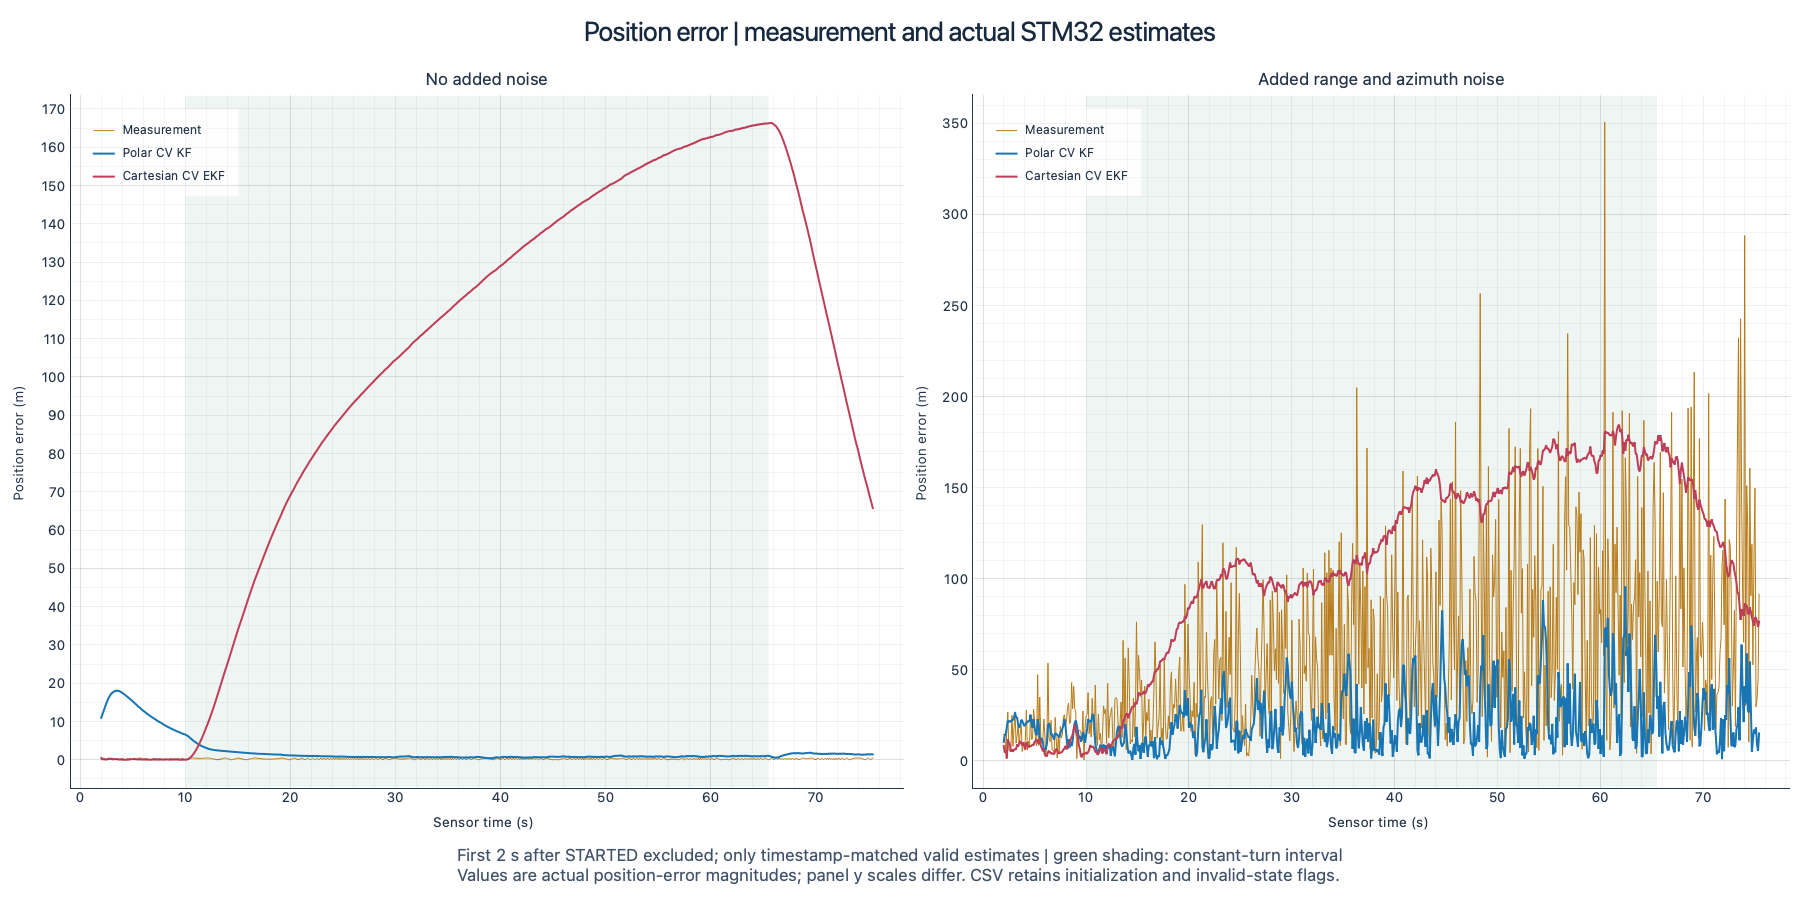 Position error | measurement and actual STM32 estimates
No added noise
Position error (m)
170
160
150
140
130
120
110
100
90
80
70
60
50
40
30
20
10
0
Measurement
Polar CV KF
Cartesian CV EKF
0 10 20 30 40 50 60 70
Sensor time (s)
Added range and azimuth noise
Position error (m)
350
300
250
200
150
100
50
0
Measurement
Polar CV KF
Cartesian CV EKF
0 10 20 30 40 50 60 70
Sensor time (s)
First 2 s after STARTED excluded; only timestamp-matched valid estimates | green shading: constant-turn interval
Values are actual position-error magnitudes; panel y scales differ. CSV retains initialization and invalid-state flags.